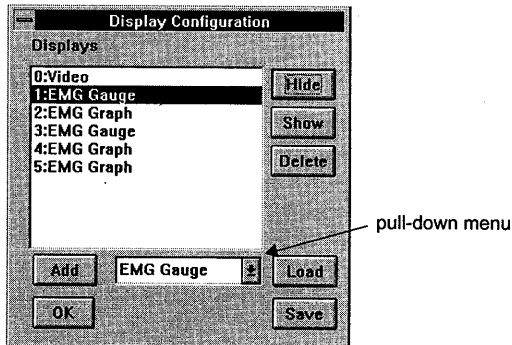 Display Configuration
Displays
0:Video
1:EMG Gauge
2:EMG Graph
3:EMG Gauge
4:EMG Graph
5:EMG Graph
Hide
Show
Delete
pull-down menu
Add
EMG Gauge
Load
OK
Save